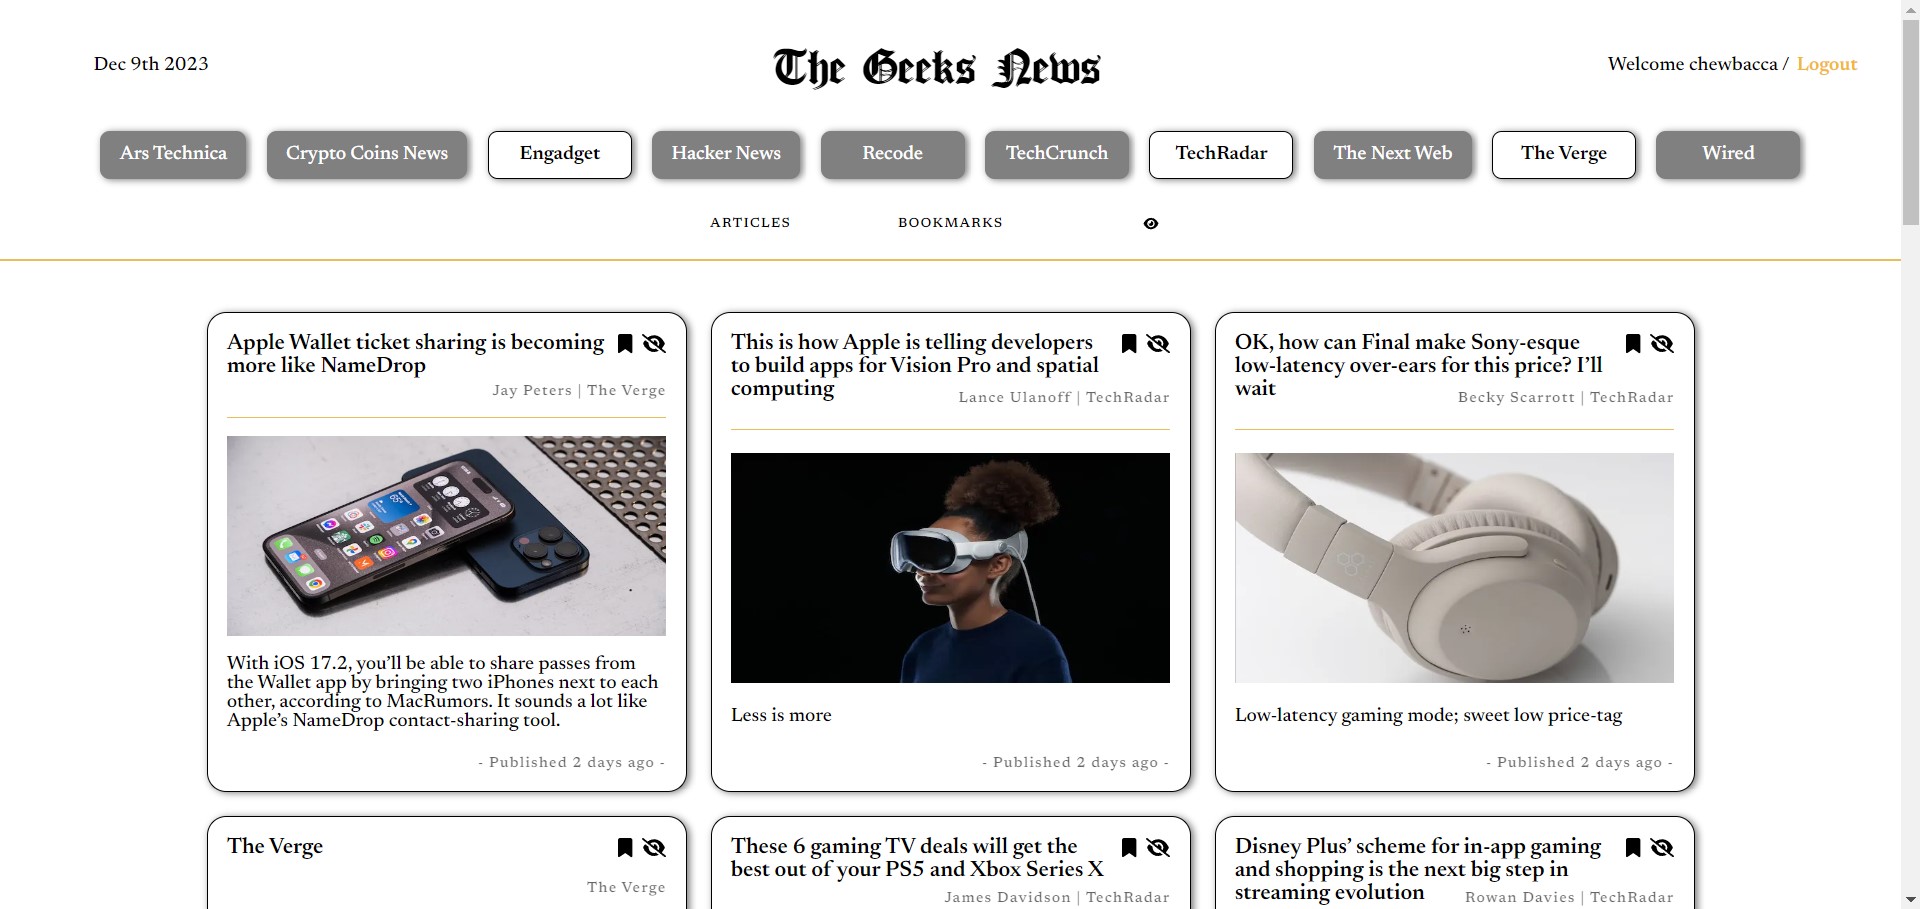 Dec 9th 2023
The Geeks News
Welcome chewbacca / Logout
Ars Technica
Crypto Coins News
Engadget
Hacker News
Recode
TechCrunch
TechRadar
The Next Web
The Verge
Wired
ARTICLES
BOOKMARKS
Apple Wallet ticket sharing is becoming
more like NameDrop
Jay Peters | The Verge
With iOS 17.2, you’ll be able to share passes from
the Wallet app by bringing two iPhones next to each
other, according to MacRumors. It sounds a lot like
Apple’s NameDrop contact-sharing tool.
- Published 2 days ago -
This is how Apple is telling developers
to build apps for Vision Pro and spatial
computing
Lance Ulanoff | TechRadar
Less is more
- Published 2 days ago -
OK, how can Final make Sony-esque
low-latency over-ears for this price? I’ll
wait
Becky Scarrott | TechRadar
Low-latency gaming mode; sweet low price-tag
- Published 2 days ago -
The Verge
The Verge
These 6 gaming TV deals will get the
best out of your PS5 and Xbox Series X
James Davidson | TechRadar
Disney Plus’ scheme for in-app gaming
and shopping is the next big step in
streaming evolution
Rowan Davies | TechRadar